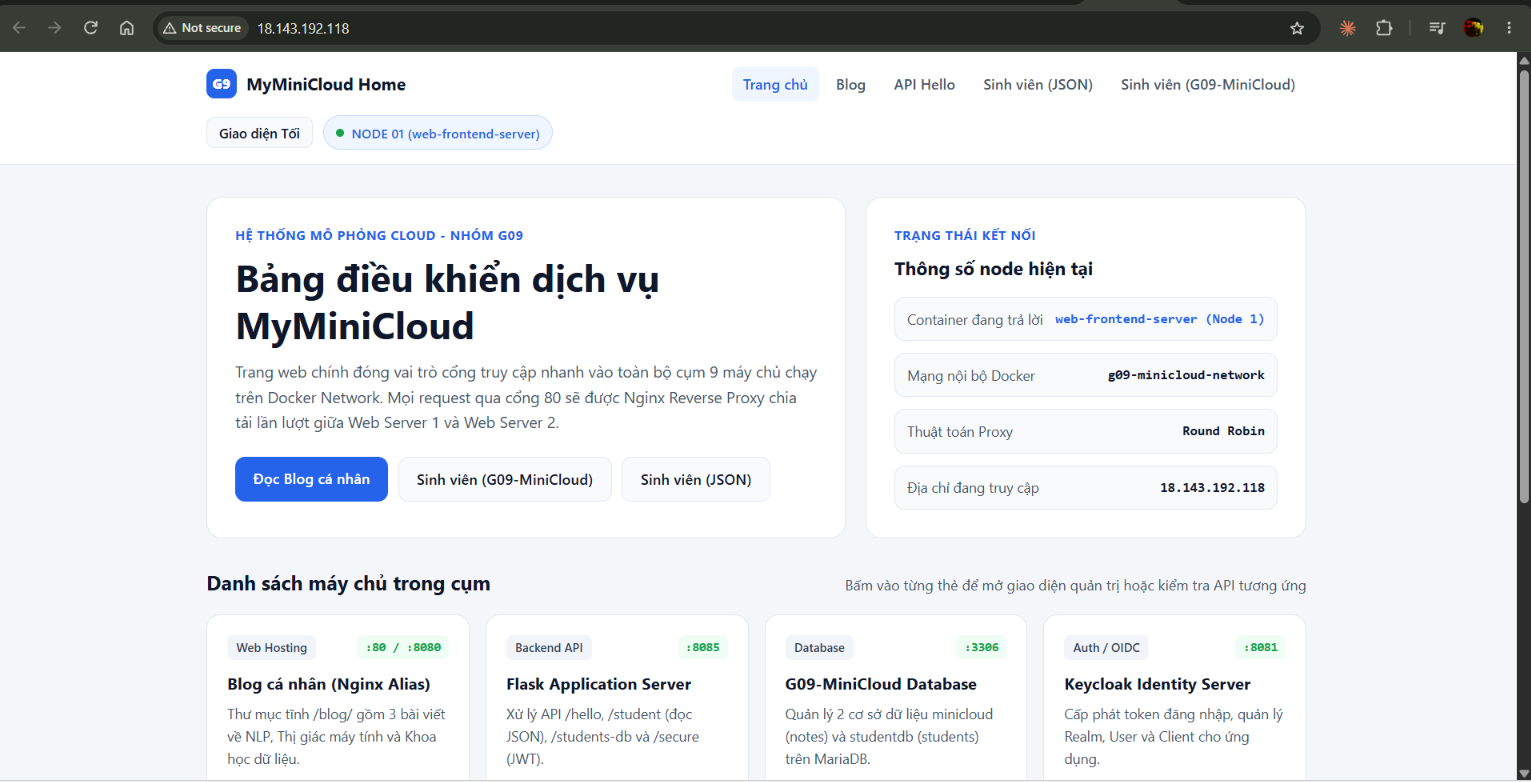 Not secure
18.143.192.118
G9
MyMiniCloud Home
Trang chủ
Blog
API Hello
Sinh viên (JSON)
Sinh viên (G09-MiniCloud)
Giao diện Tối
NODE 01 (web-frontend-server)
HỆ THỐNG MÔ PHỎNG CLOUD - NHÓM G09
Bảng điều khiển dịch vụ
MyMiniCloud
Trang web chính đóng vai trò cổng truy cập nhanh vào toàn bộ cụm 9 máy chủ chạy
trên Docker Network. Mọi request qua cổng 80 sẽ được Nginx Reverse Proxy chia
tải lần lượt giữa Web Server 1 và Web Server 2.
Đọc Blog cá nhân
Sinh viên (G09-MiniCloud)
Sinh viên (JSON)
TRẠNG THÁI KẾT NỐI
Thông số node hiện tại
Container đang trả lời
web-frontend-server (Node 1)
Mạng nội bộ Docker
g09-minicloud-network
Thuật toán Proxy
Round Robin
Địa chỉ đang truy cập
18.143.192.118
Danh sách máy chủ trong cụm
Bấm vào từng thẻ để mở giao diện quản trị hoặc kiểm tra API tương ứng
Web Hosting
:80 / :8080
Blog cá nhân (Nginx Alias)
Thư mục tĩnh /blog/ gồm 3 bài viết
về NLP, Thị giác máy tính và Khoa
học dữ liệu.
Backend API
:8085
Flask Application Server
Xử lý API /hello, /student (đọc
JSON), /students-db và /secure
(JWT).
Database
:3306
G09-MiniCloud Database
Quản lý 2 cơ sở dữ liệu minicloud
(notes) và studentdb (students)
trên MariaDB.
Auth / OIDC
:8081
Keycloak Identity Server
Cấp phát token đăng nhập, quản lý
Realm, User và Client cho ứng
dụng.